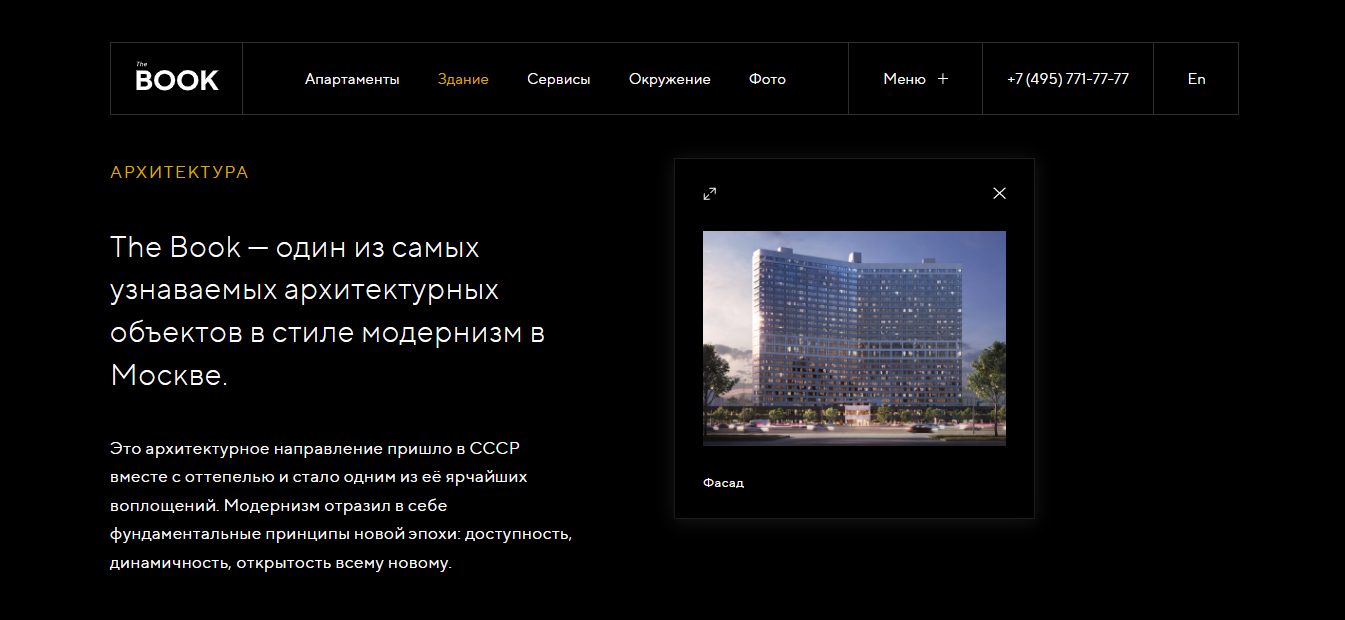 The
BOOK
Апартаменты Здание Сервисы Окружение Фото Меню + +7 (495) 771-77-77 En
АРХИТЕКТУРА
The Book — один из самых
узнаваемых архитектурных
объектов в стиле модернизм в
Москве.
Это архитектурное направление пришло в СССР
вместе с оттепелью и стало одним из её ярчайших
воплощений. Модернизм отразил в себе
фундаментальные принципы новой эпохи: доступность,
динамичность, открытость всему новому.
Фасад